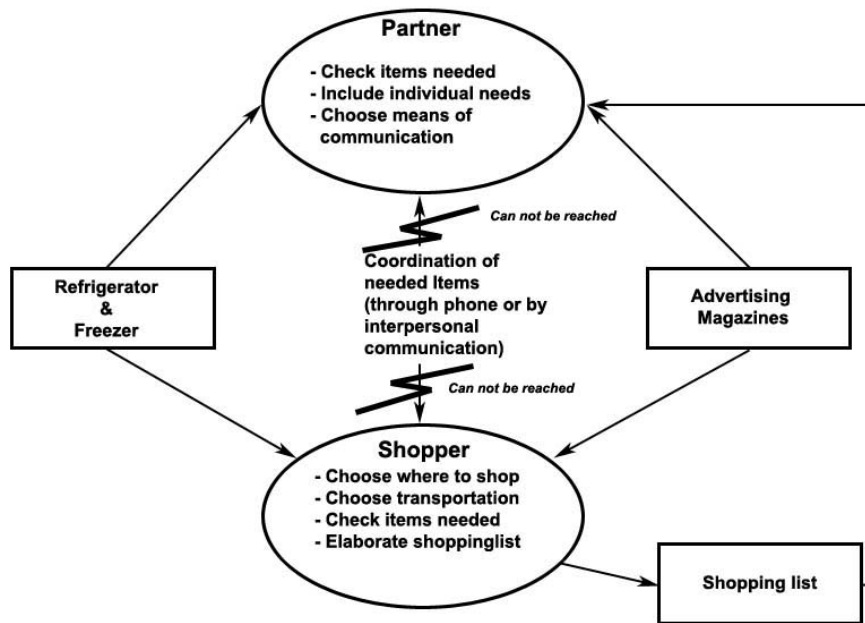 Partner
- Check items needed
- Include individual needs
- Choose means of
communication
Can not be reached
Coordination of
needed Items
(through phone or by
interpersonal
communication)
Refrigerator
&
Freezer
Advertising
Magazines
Can not be reached
Shopper
- Choose where to shop
- Choose transportation
- Check items needed
- Elaborate shoppinglist
Shopping list